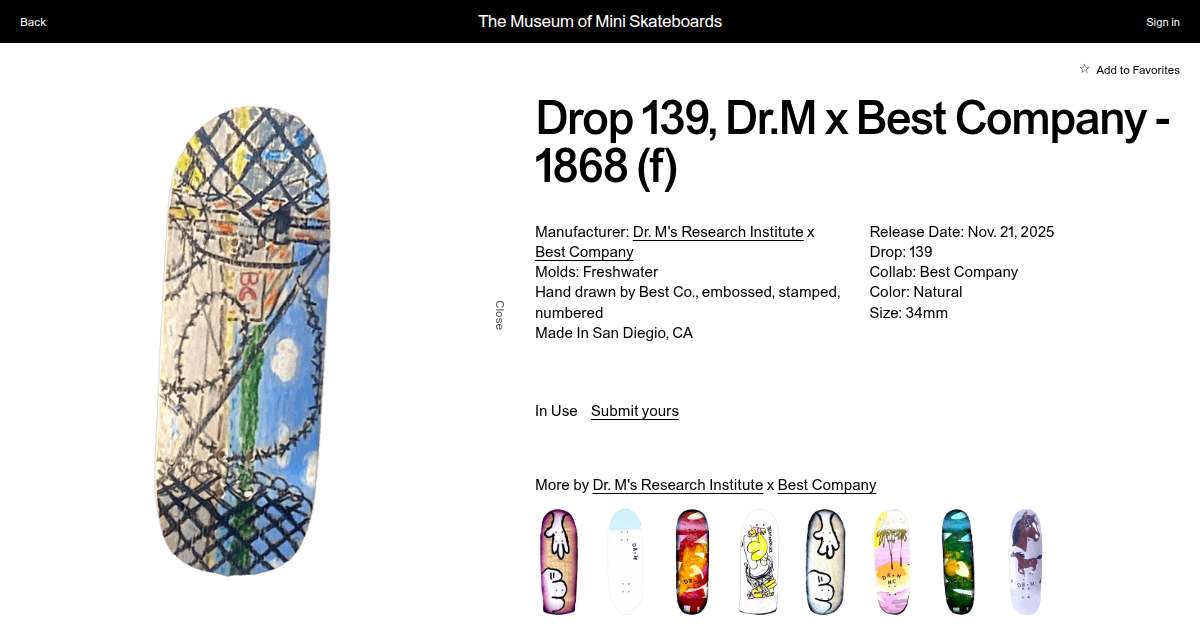 Back
The Museum of Mini Skateboards
Sign in
☆ Add to Favorites
Drop 139, Dr.M x Best Company -
1868 (f)
Manufacturer: Dr. M's Research Institute x
Best Company
Molds: Freshwater
Hand drawn by Best Co., embossed, stamped,
numbered
Made In San Diegio, CA
Release Date: Nov. 21, 2025
Drop: 139
Collab: Best Company
Color: Natural
Size: 34mm
BC
Close
In Use Submit yours
More by Dr. M's Research Institute x Best Company